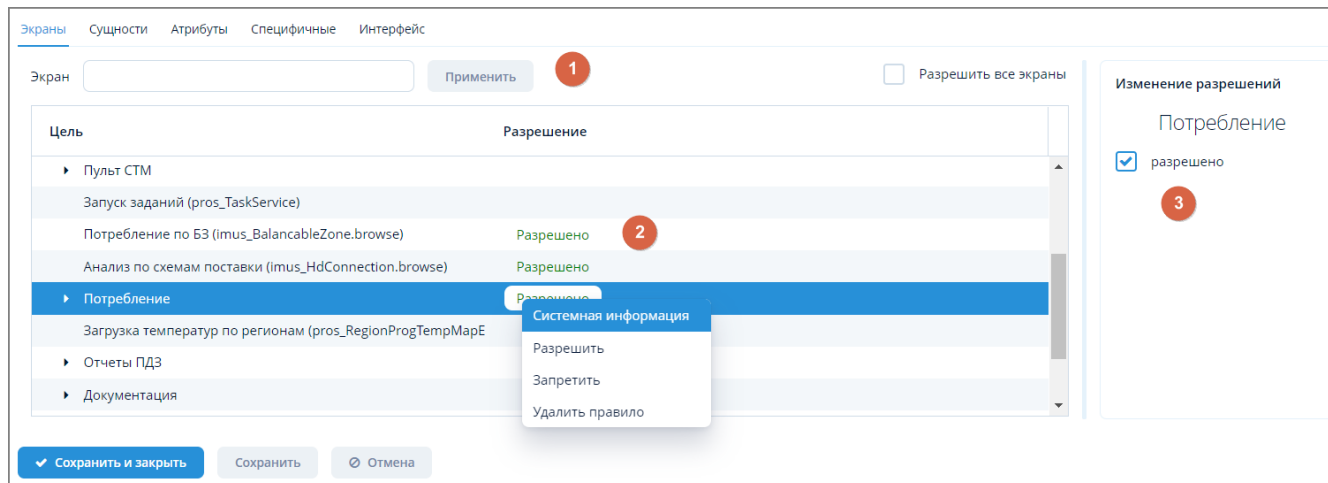 Экраны Сущности Атрибуты Специфичные Интерфейс
Экран Применить 1 Разрешить все экраны
Изменение разрешений
Потребление
разрешено
3
Цель Разрешение
Пульт СТМ
Запуск заданий (pros_TaskService)
Потребление по БЗ (imus_BalancableZone.browse) Разрешено 2
Анализ по схемам поставки (imus_HdConnection.browse) Разрешено
Потребление Разрешено
Загрузка температур по регионам (pros_RegionProgTempMapE
Отчеты ПДЗ
Документация
Системная информация
Разрешить
Запретить
Удалить правило
Сохранить и закрыть Сохранить Отмена